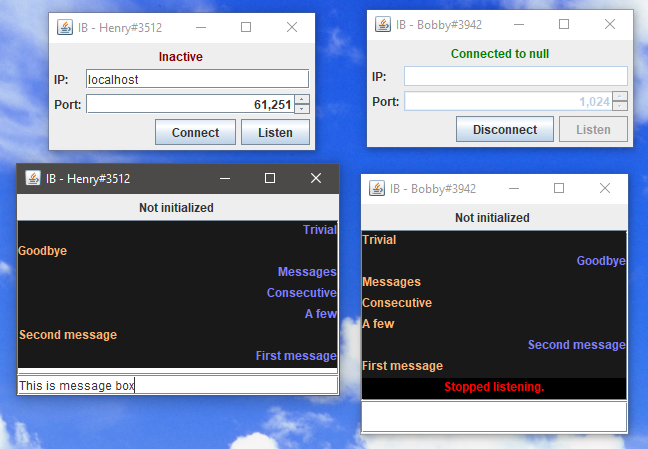 IB - Henry#3512
Inactive
IP:
localhost
Port:
61,251
Connect
Listen
IB - Bobby#3942
Connected to null
IP:
Port:
1,024
Disconnect
Listen
IB - Henry#3512
Not initialized
Trivial
Goodbye
Messages
Consecutive
A few
Second message
First message
This is message box
IB - Bobby#3942
Not initialized
Trivial
Goodbye
Messages
Consecutive
A few
Second message
First message
Stopped listening.